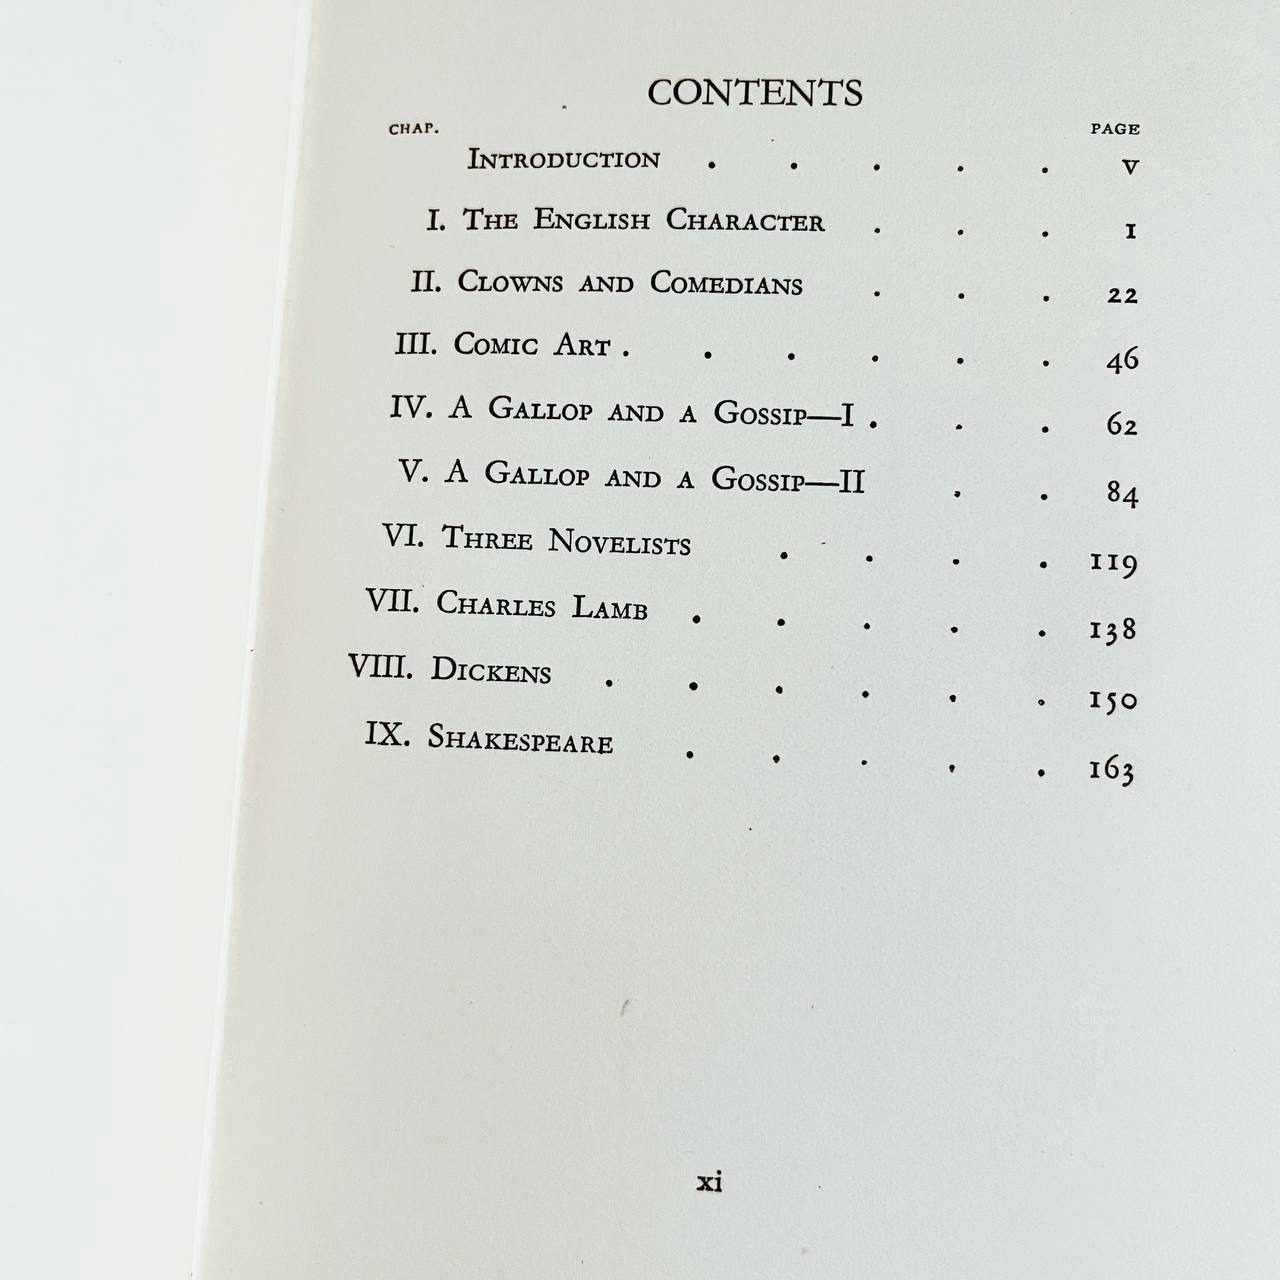 CONTENTS
CHAP. PAGE
Introduction . . . . . v
I. The English Character . . . 1
II. Clowns and Comedians . . . 22
III. Comic Art . . . . . . 46
IV. A Gallop and a Gossip—I . . . 62
V. A Gallop and a Gossip—II . . 84
VI. Three Novelists . . . . 119
VII. Charles Lamb . . . . . 138
VIII. Dickens . . . . . . 150
IX. Shakespeare . . . . . 163
xi